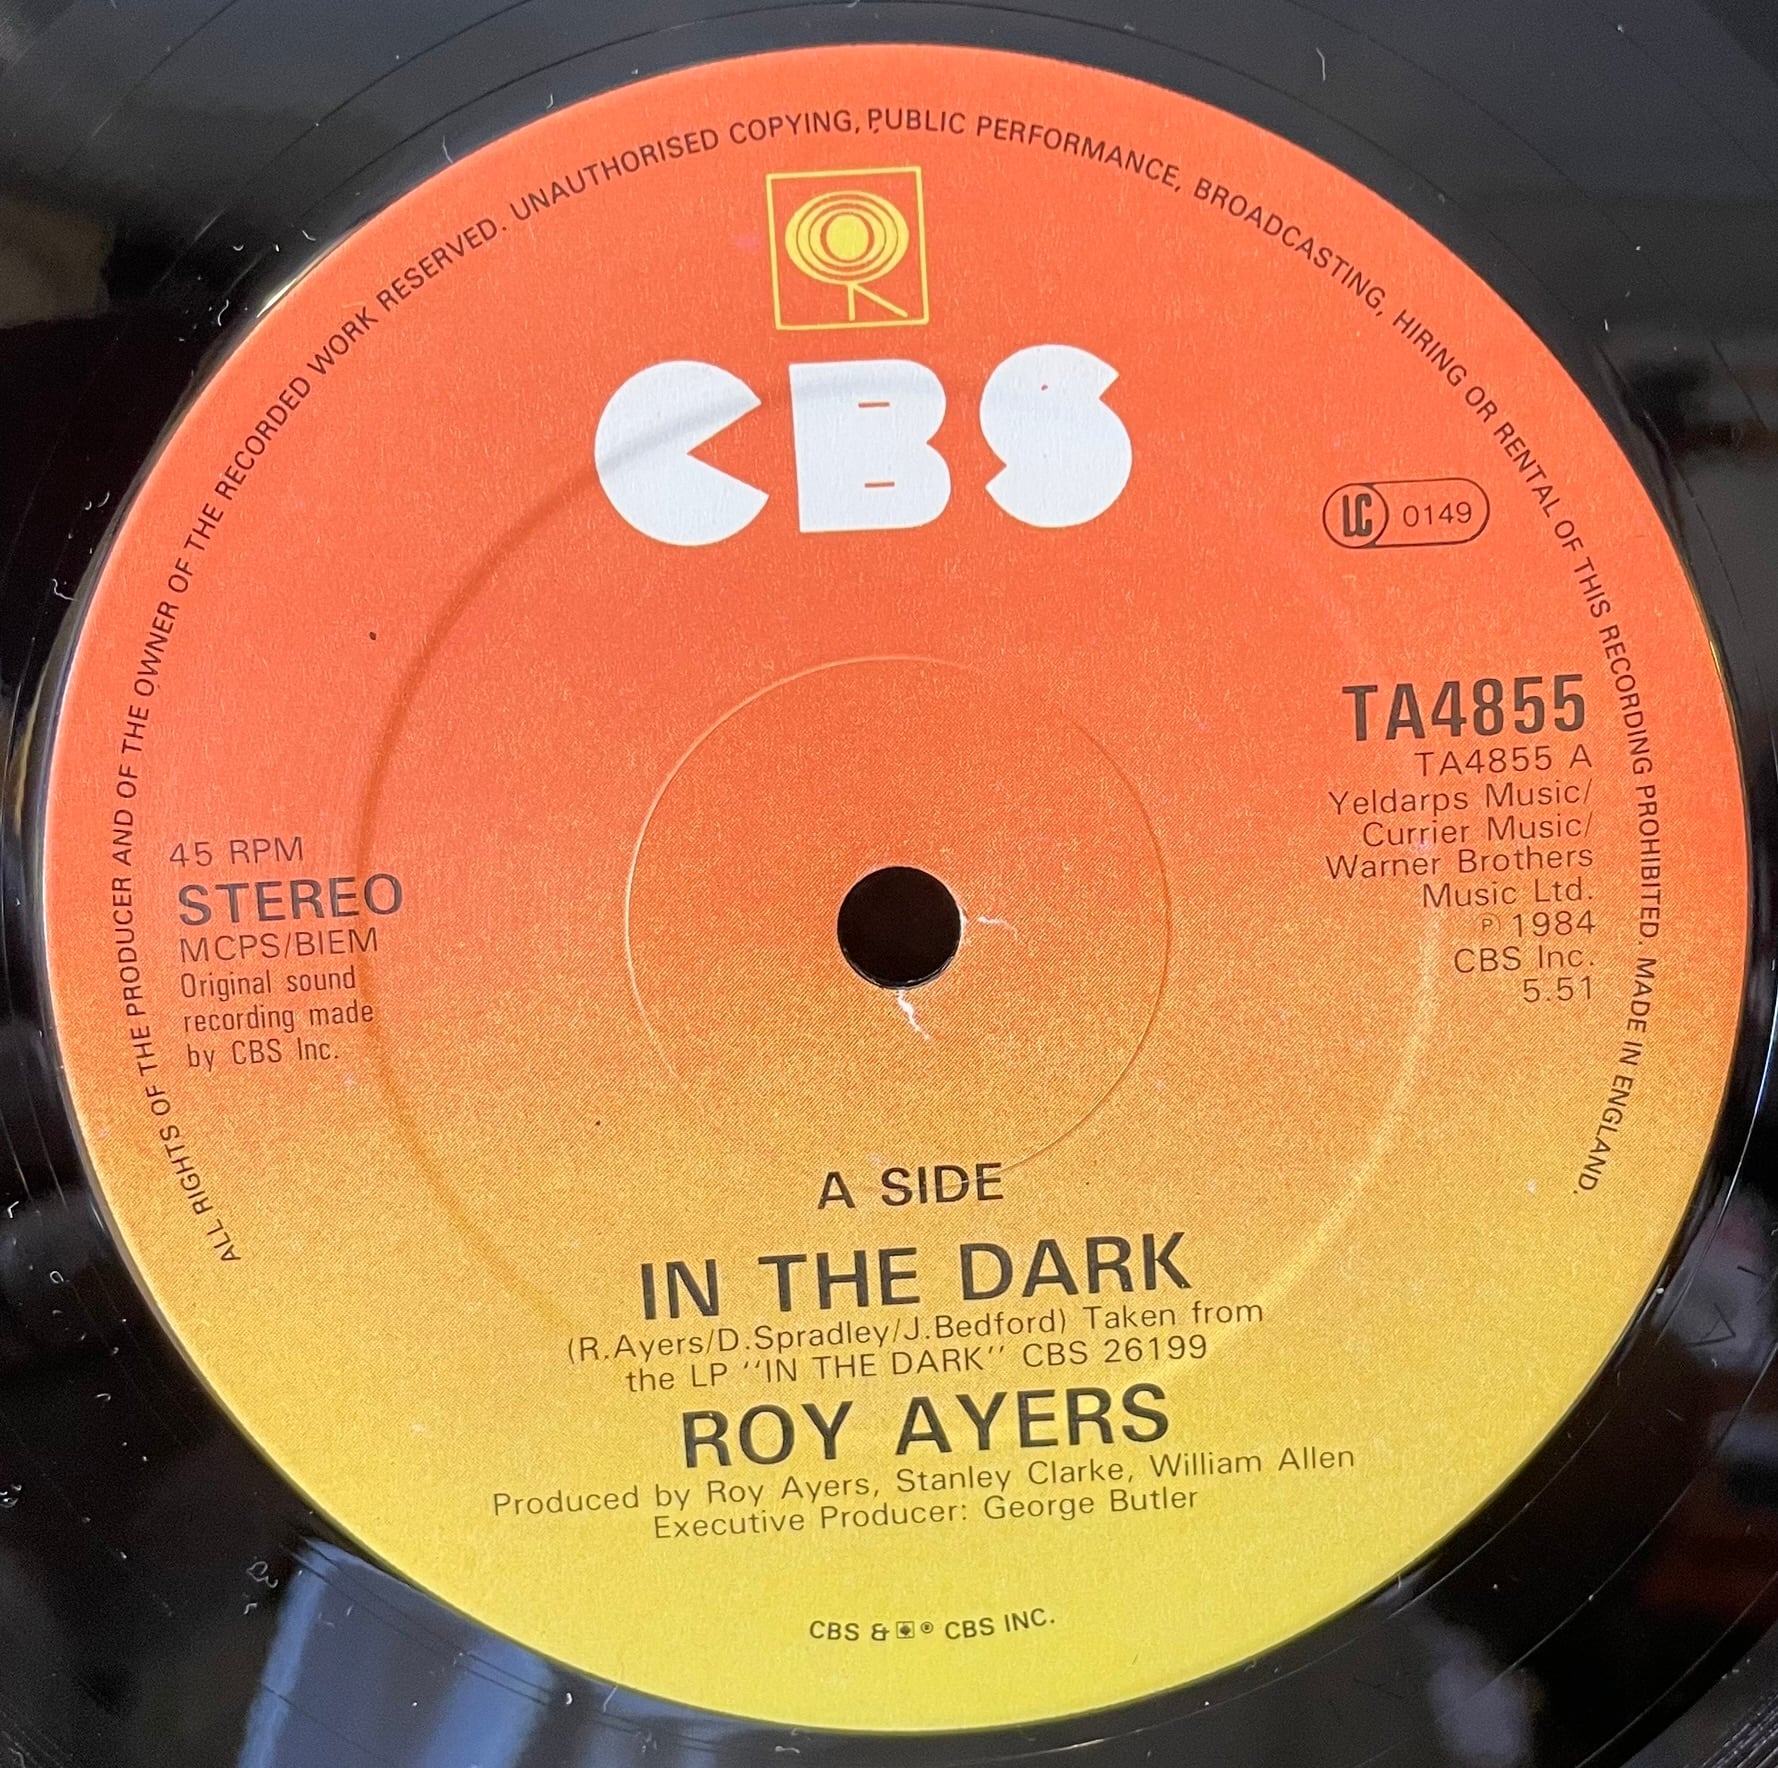 ALL RIGHTS OF THE PRODUCER AND OF THE OWNER OF THE RECORDED WORK RESERVED. UNAUTHORISED COPYING, PUBLIC PERFORMANCE, BROADCASTING, HIRING OR RENTAL OF THIS RECORDING PROHIBITED. MADE IN ENGLAND.
CBS
LC 0149
TA4855
TA4855 A
Yeldarps Music/
Currier Music/
Warner Brothers
Music Ltd.
℗ 1984
CBS Inc.
5.51
45 RPM
STEREO
MCPS/BIEM
Original sound
recording made
by CBS Inc.
A SIDE
IN THE DARK
(R.Ayers/D.Spradley/J.Bedford) Taken from
the LP ''IN THE DARK'' CBS 26199
ROY AYERS
Produced by Roy Ayers, Stanley Clarke, William Allen
Executive Producer: George Butler
CBS & ® CBS INC.